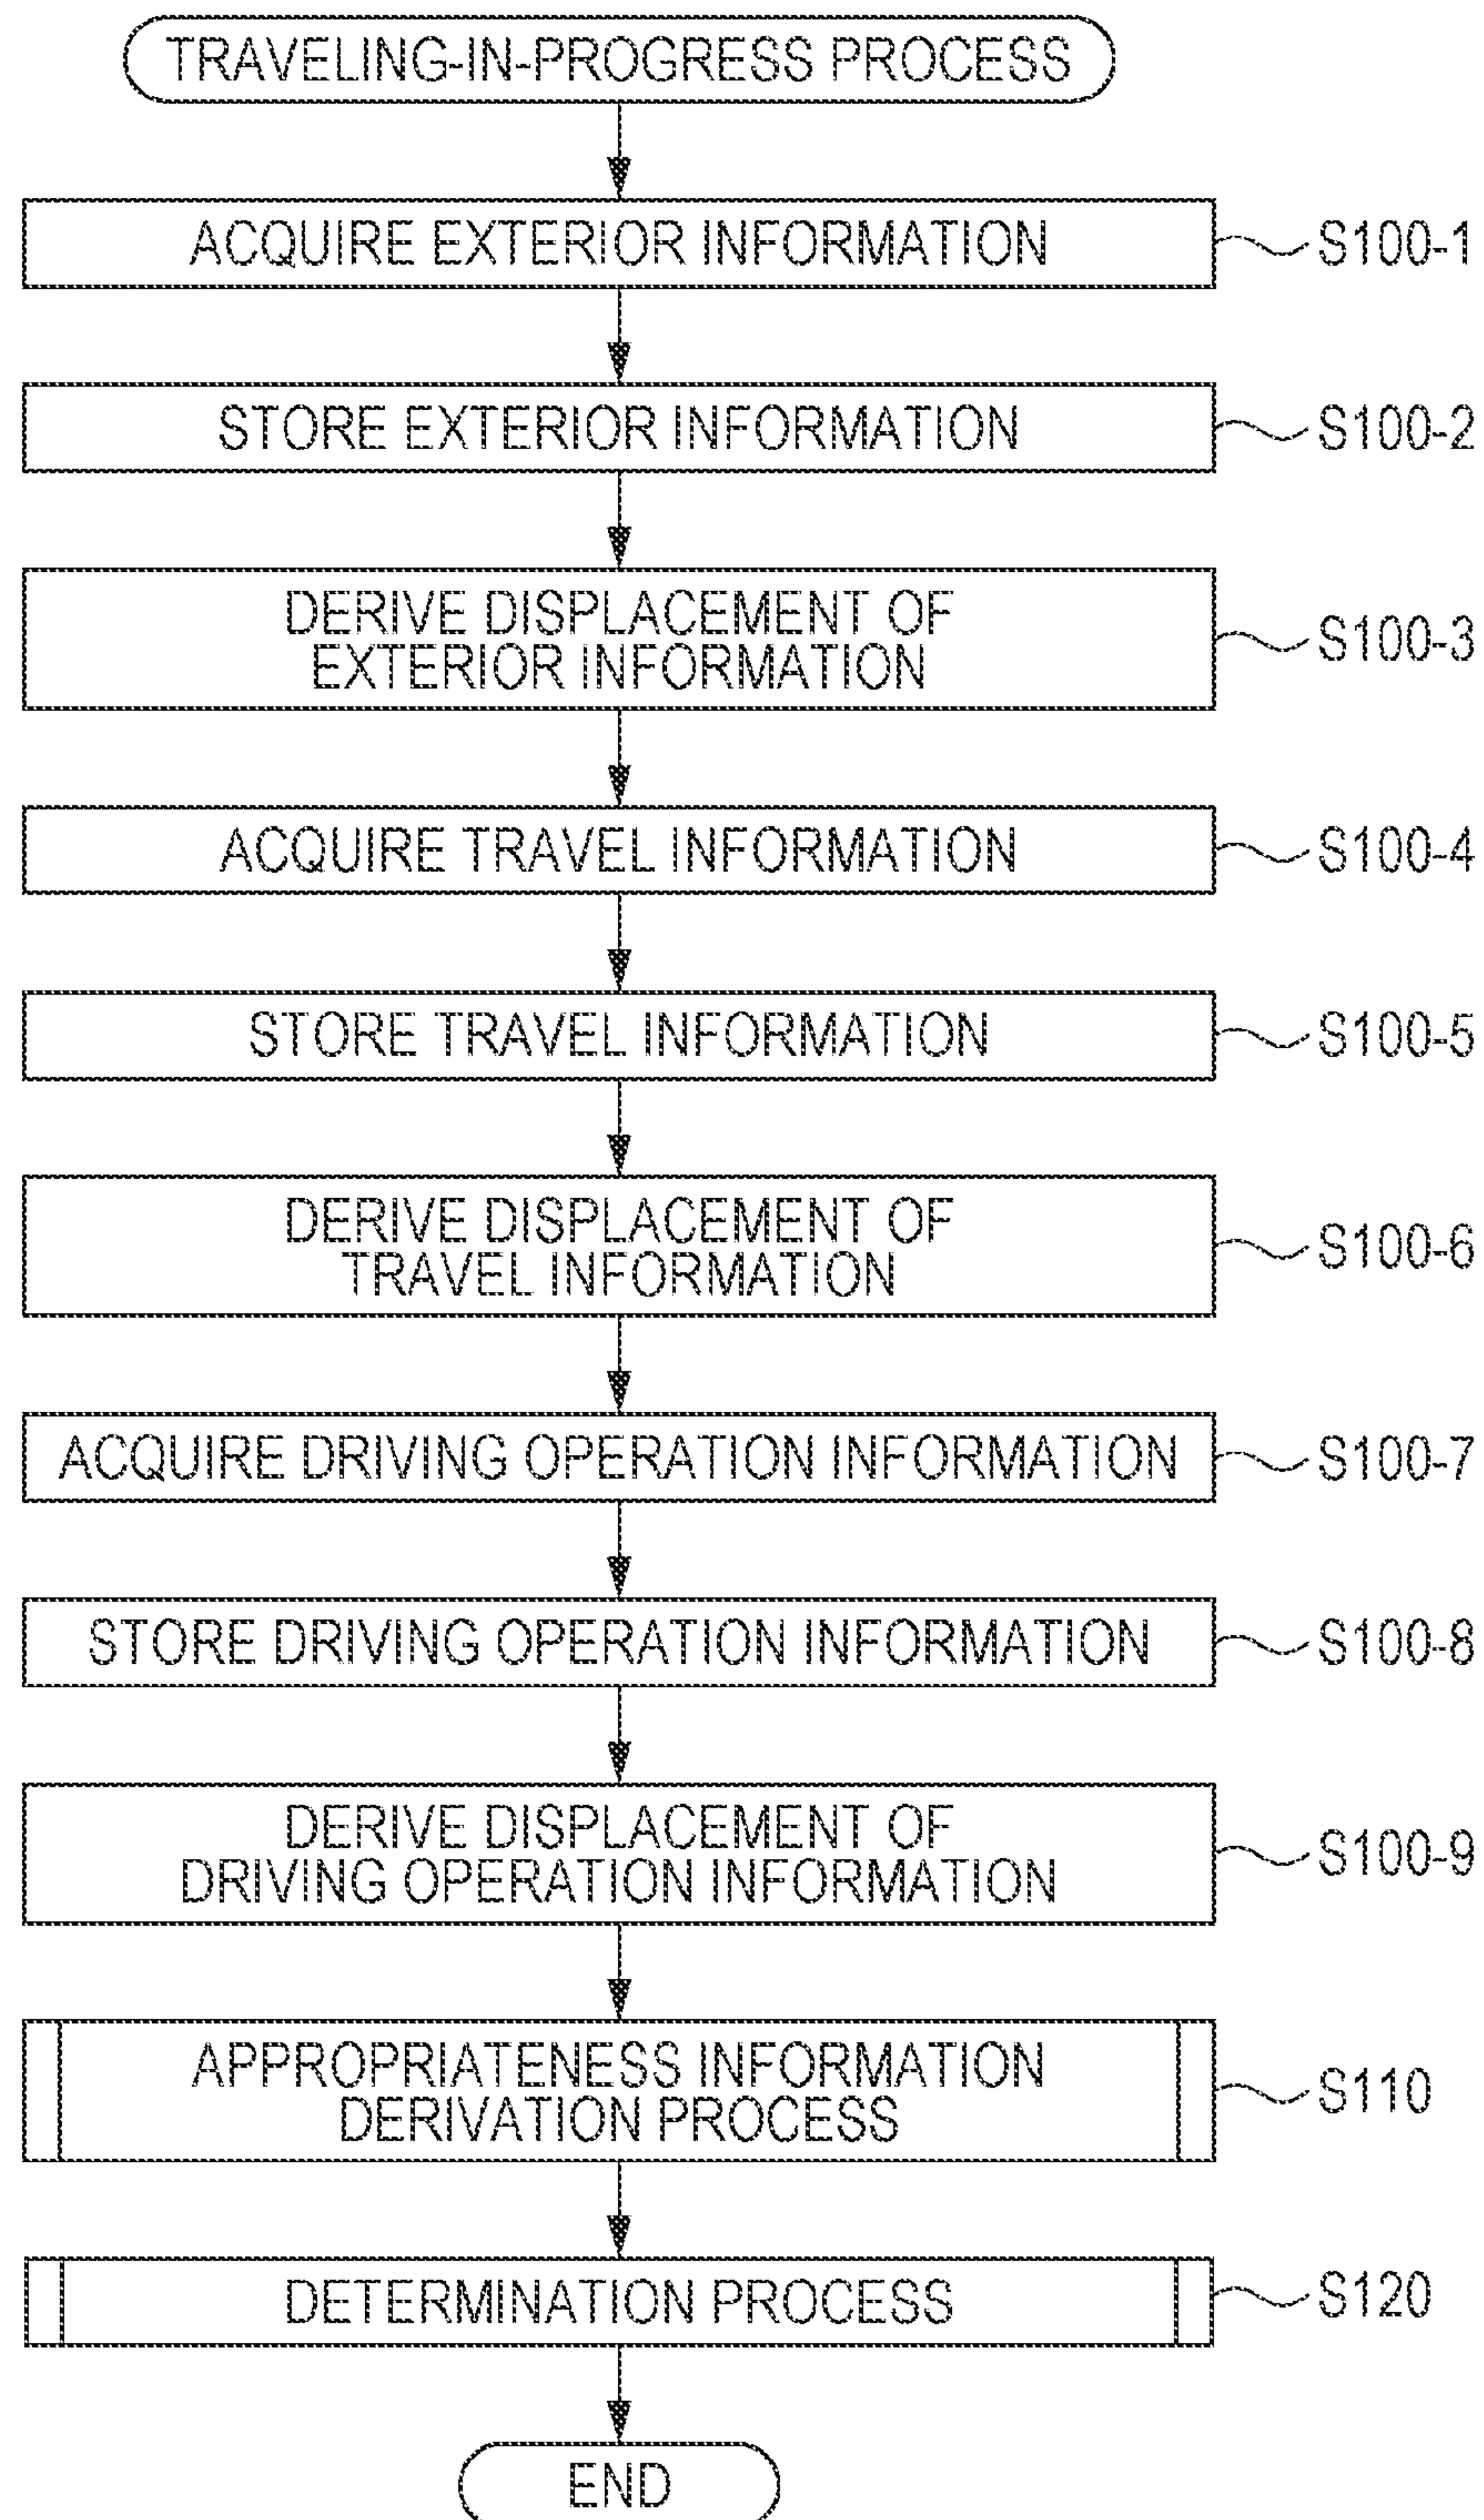 TRAVELING-IN-PROGRESS PROCESS
ACQUIRE EXTERIOR INFORMATION
S100-1
STORE EXTERIOR INFORMATION
S100-2
DERIVE DISPLACEMENT OF
EXTERIOR INFORMATION
S100-3
ACQUIRE TRAVEL INFORMATION
S100-4
STORE TRAVEL INFORMATION
S100-5
DERIVE DISPLACEMENT OF
TRAVEL INFORMATION
S100-6
ACQUIRE DRIVING OPERATION INFORMATION
S100-7
STORE DRIVING OPERATION INFORMATION
S100-8
DERIVE DISPLACEMENT OF
DRIVING OPERATION INFORMATION
S100-9
APPROPRIATENESS INFORMATION
DERIVATION PROCESS
S110
DETERMINATION PROCESS
S120
END